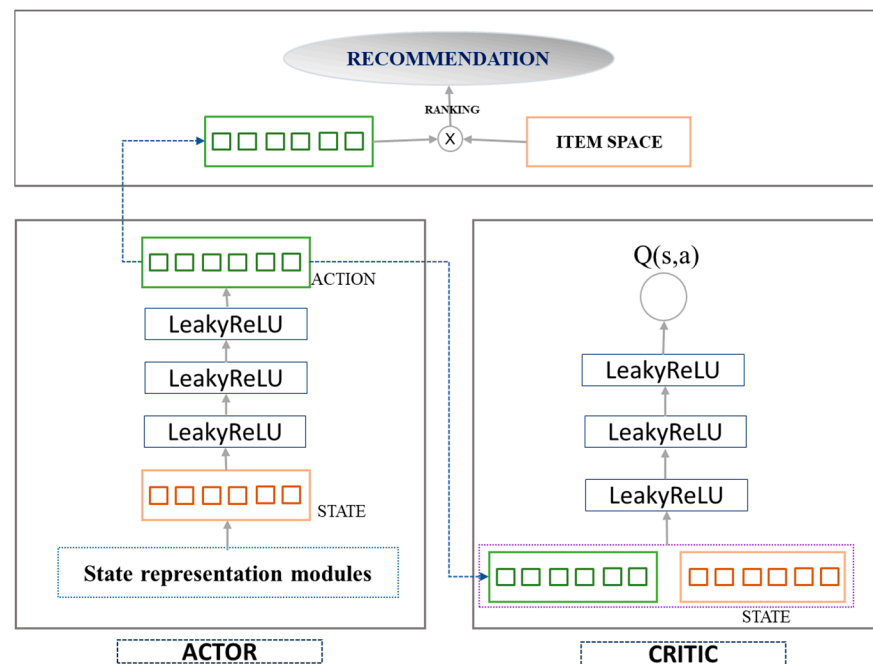 RECOMMENDATION
RANKING
X
ITEM SPACE
ACTION
LeakyReLU
LeakyReLU
LeakyReLU
STATE
State representation modules
ACTOR
Q(s,a)
LeakyReLU
LeakyReLU
LeakyReLU
STATE
CRITIC